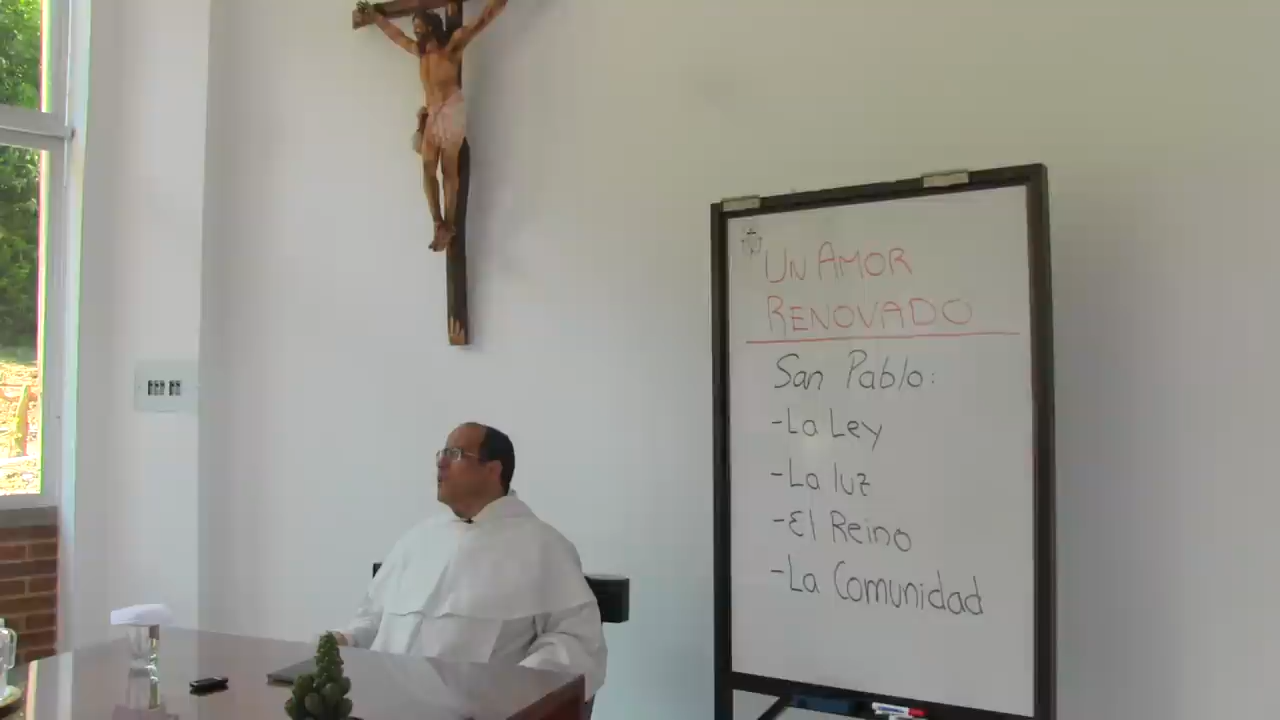 UN AMOR
RENOVADO
San Pablo:
-La Ley
-La luz
-El Reino
-La Comunidad